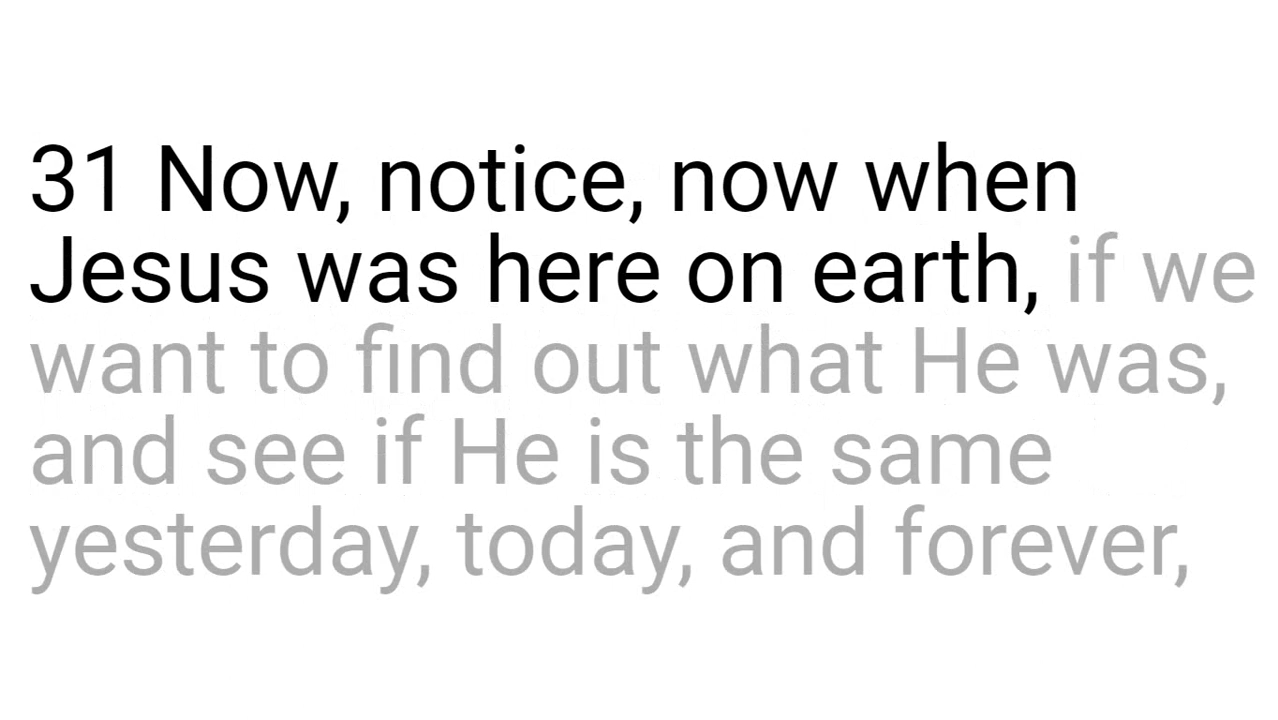 31 Now, notice, now when
Jesus was here on earth, if we
want to find out what He was,
and see if He is the same
yesterday, today, and forever,